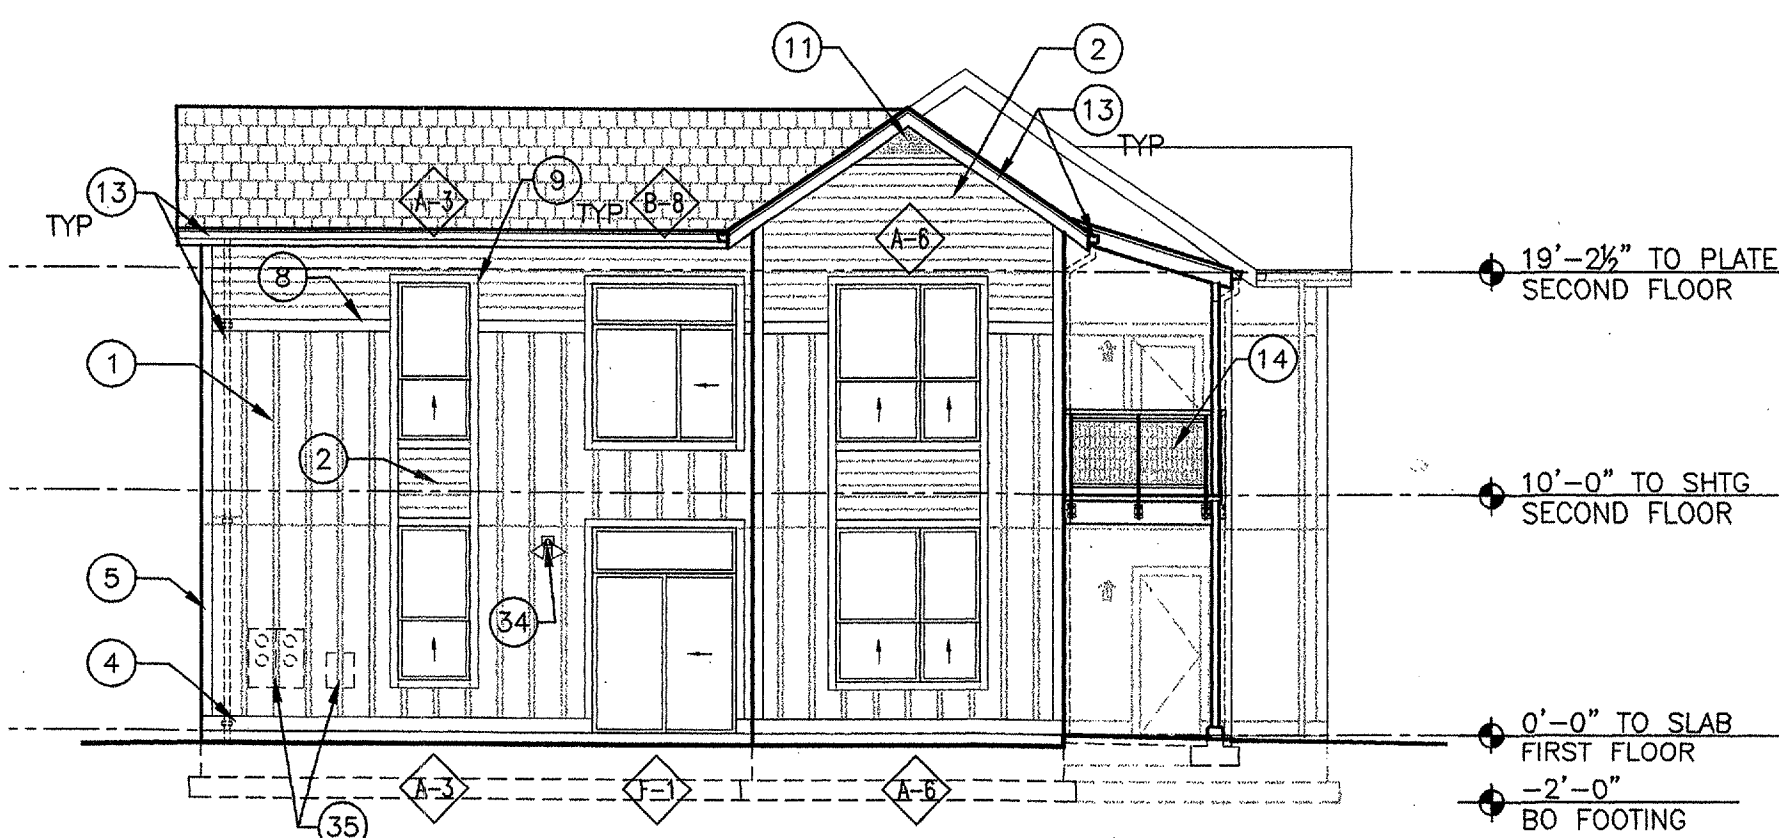 11
2
13
TYP
13
TYP
A-3
9
TYP
B-8
A-6
8
19'-2½" TO PLATE
SECOND FLOOR
1
14
2
10'-0" TO SHTG
SECOND FLOOR
5
34
4
0'-0" TO SLAB
FIRST FLOOR
A-3
F-1
A-6
-2'-0"
BO FOOTING
35